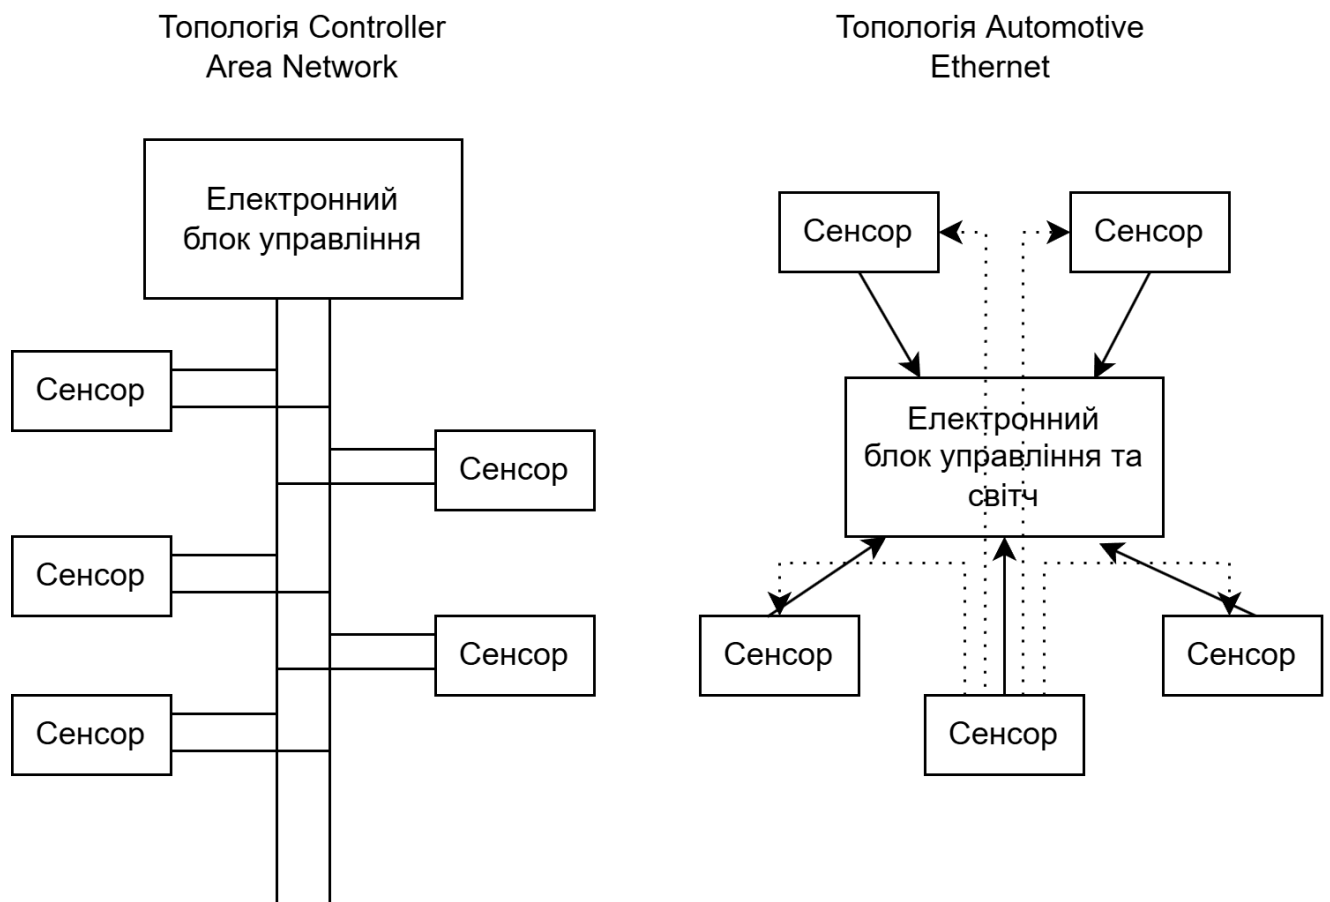 Топологія Controller
Area Network
Електронний
блок управління
Сенсор
Сенсор
Сенсор
Сенсор
Сенсор
Топологія Automotive
Ethernet
Сенсор
Сенсор
Електронний
блок управління та
світч
Сенсор
Сенсор
Сенсор